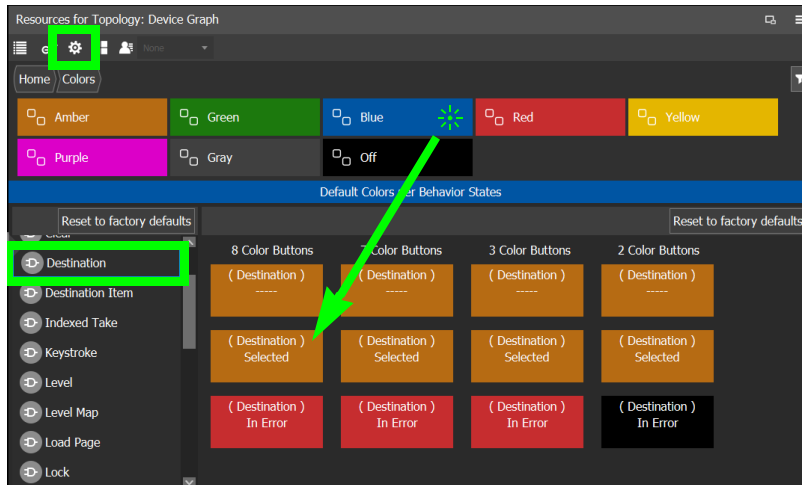 Resources for Topology: Device Graph
None
Home Colors
Amber Green Blue Red Yellow
Purple Gray Off
Default Colors per Behavior States
Reset to factory defaults Reset to factory defaults
Clear
Destination
Destination Item
Indexed Take
Keystroke
Level
Level Map
Load Page
Lock
8 Color Buttons 7 Color Buttons 3 Color Buttons 2 Color Buttons
( Destination ) ( Destination ) ( Destination ) ( Destination )
----- ----- ----- -----
( Destination ) ( Destination ) ( Destination ) ( Destination )
Selected Selected Selected Selected
( Destination ) ( Destination ) ( Destination ) ( Destination )
In Error In Error In Error In Error